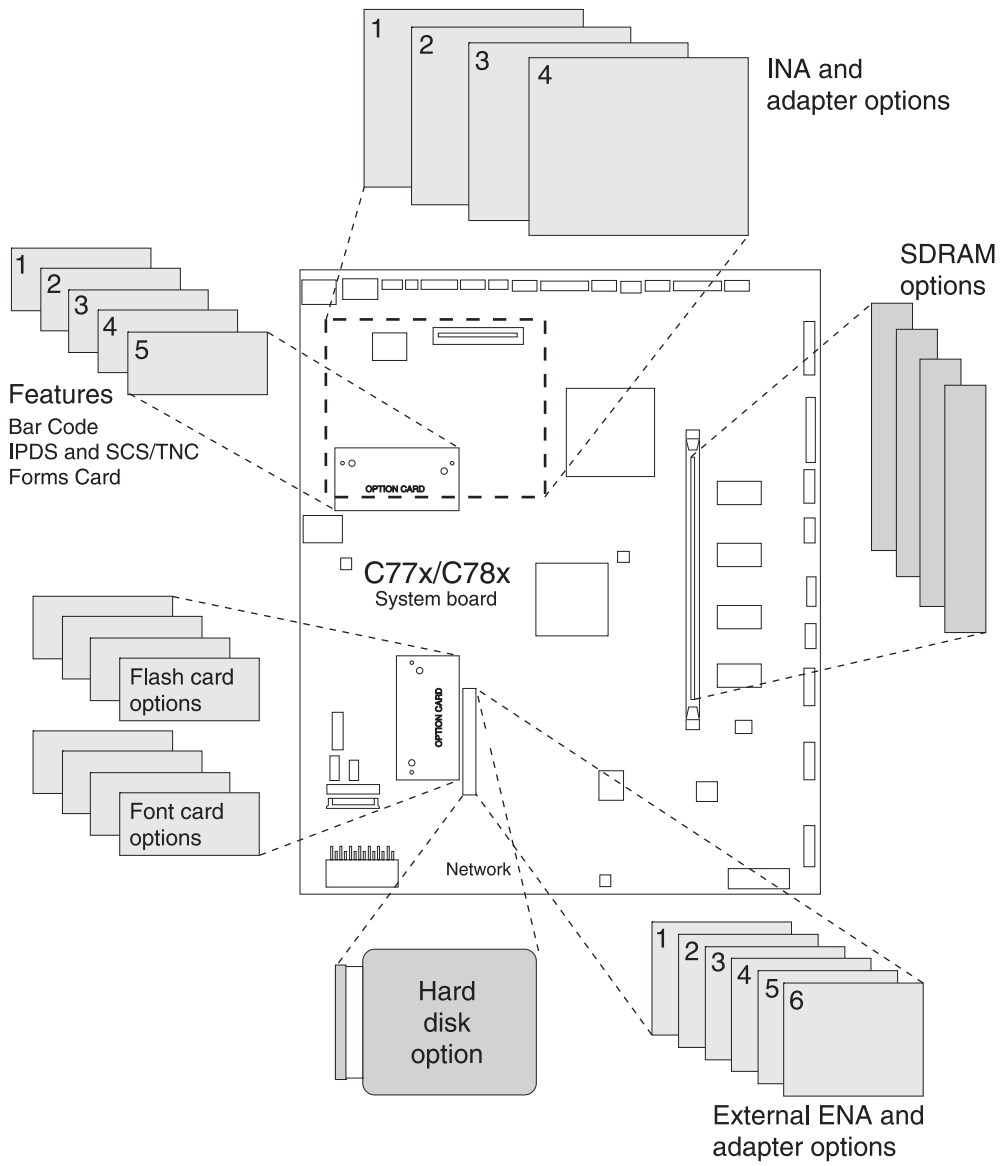 1
2
3
4
INA and
adapter options
1
2
3
4
5
Features
Bar Code
IPDS and SCS/TNC
Forms Card
SDRAM
options
OPTION CARD
C77x/C78x
System board
Flash card
options
OPTION CARD
Font card
options
Network
Hard
disk
option
1
2
3
4
5
6
External ENA and
adapter options